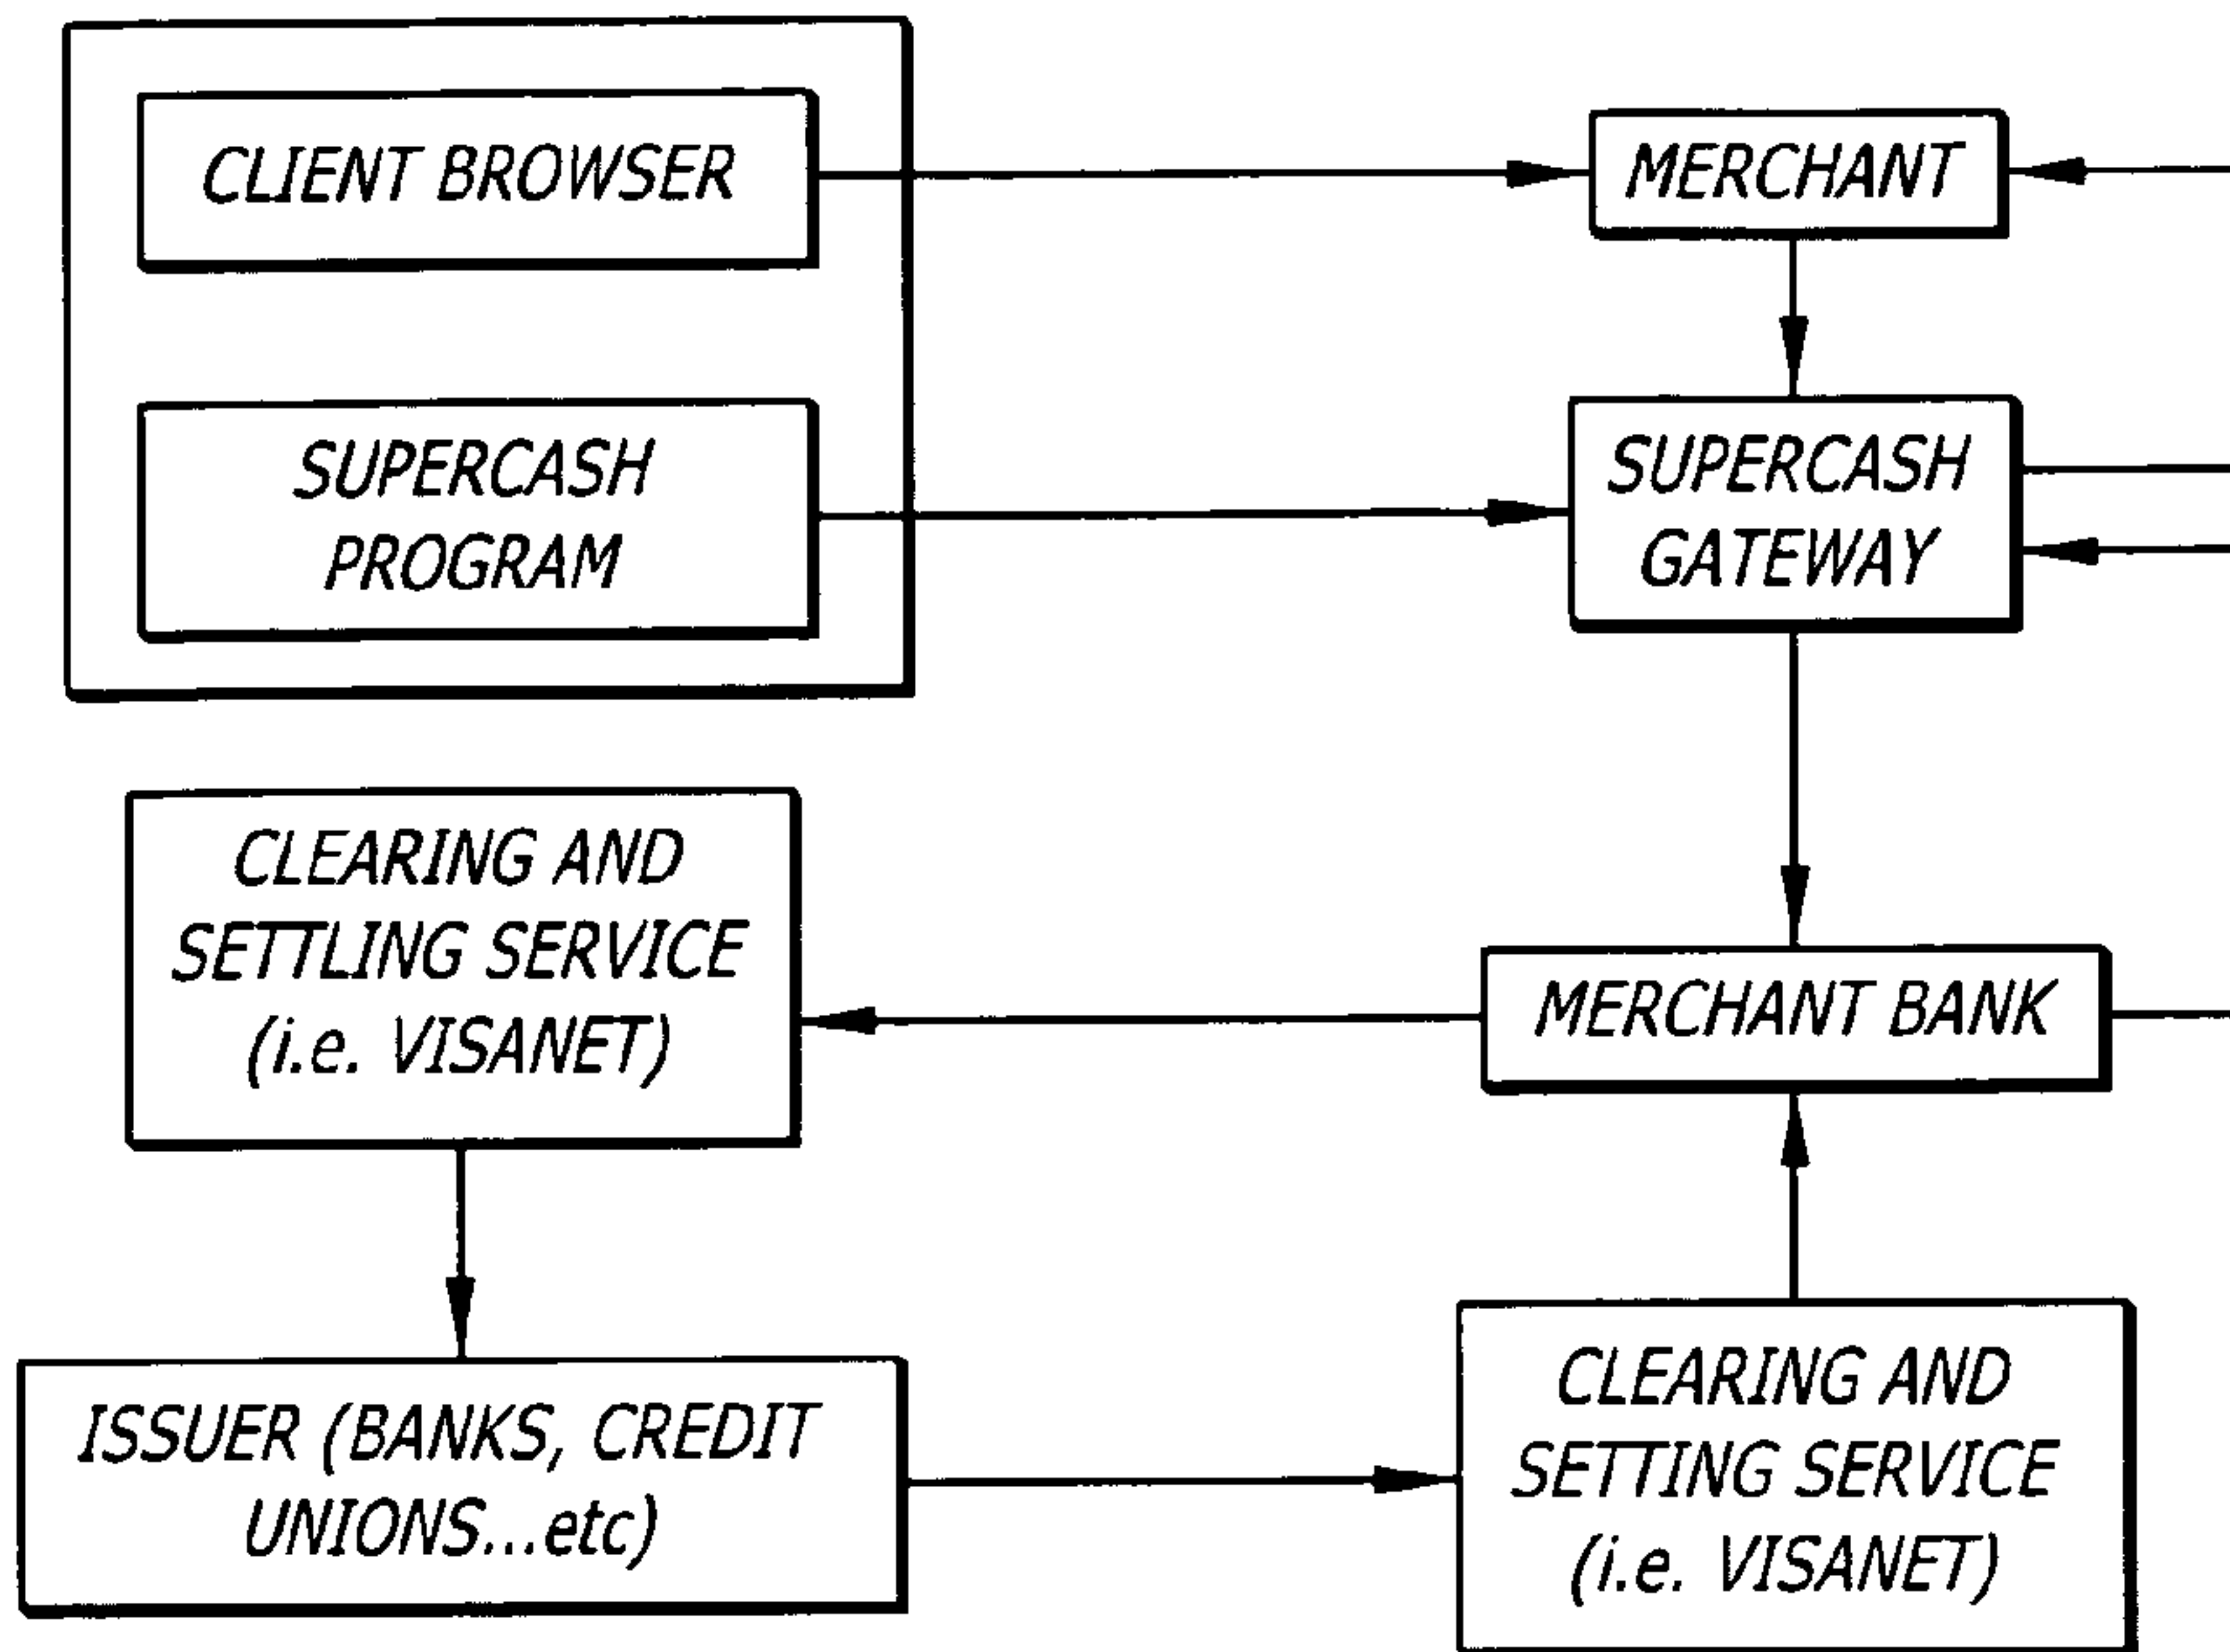 CLIENT BROWSER
MERCHANT
SUPERCASH
PROGRAM
SUPERCASH
GATEWAY
CLEARING AND
SETTLING SERVICE
(i.e. VISANET)
MERCHANT BANK
ISSUER (BANKS, CREDIT
UNIONS...etc)
CLEARING AND
SETTING SERVICE
(i.e. VISANET)